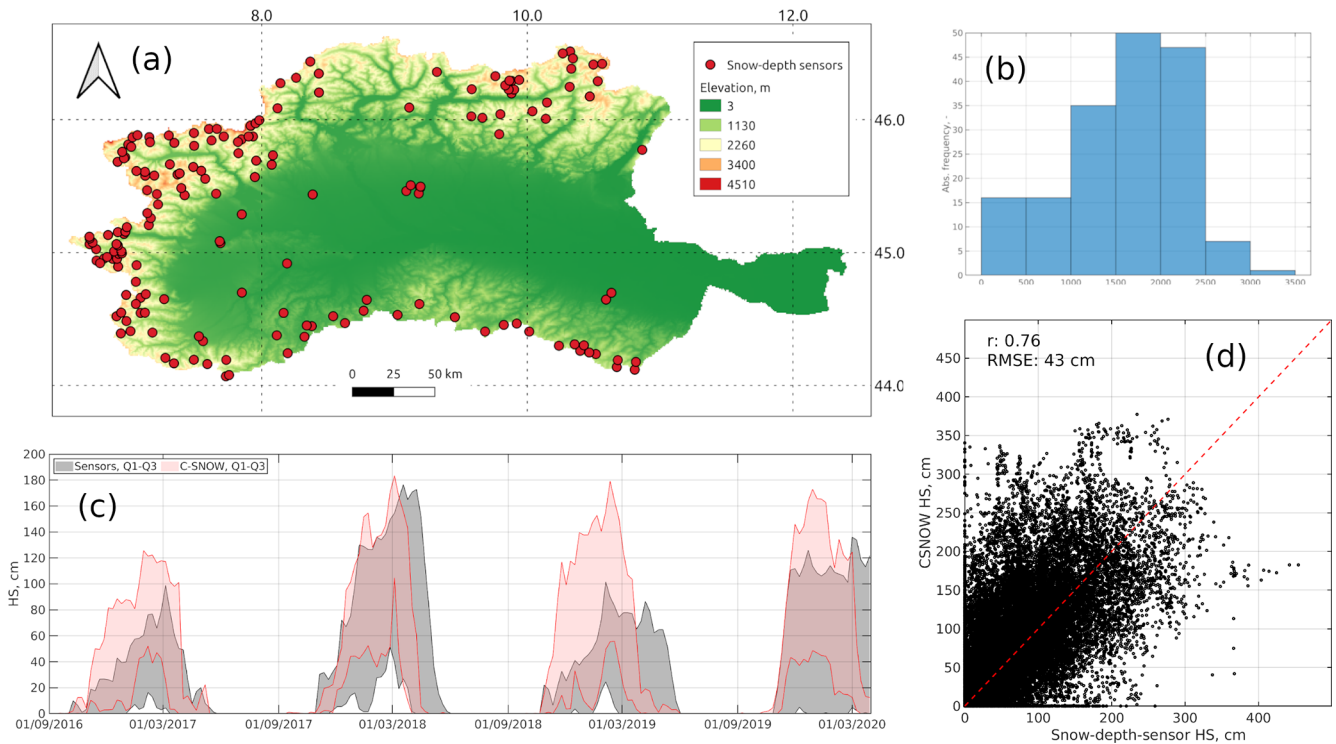 8.0 10.0 12.0
(a)
Snow-depth sensors
Elevation, m
3
1130
2260
3400
4510
46.0
45.0
44.0
0 25 50 km
(b)
Abs. frequency, -
50
45
40
35
30
25
20
15
10
5
0
0 500 1000 1500 2000 2500 3000 3500
(c)
Sensors, Q1-Q3 C-SNOW, Q1-Q3
HS, cm
200
180
160
140
120
100
80
60
40
20
0
01/09/2016 01/03/2017 01/09/2017 01/03/2018 01/09/2018 01/03/2019 01/09/2019 01/03/2020
r: 0.76
RMSE: 43 cm
(d)
CSNOW HS, cm
450
400
350
300
250
200
150
100
50
0
0 100 200 300 400
Snow-depth-sensor HS, cm